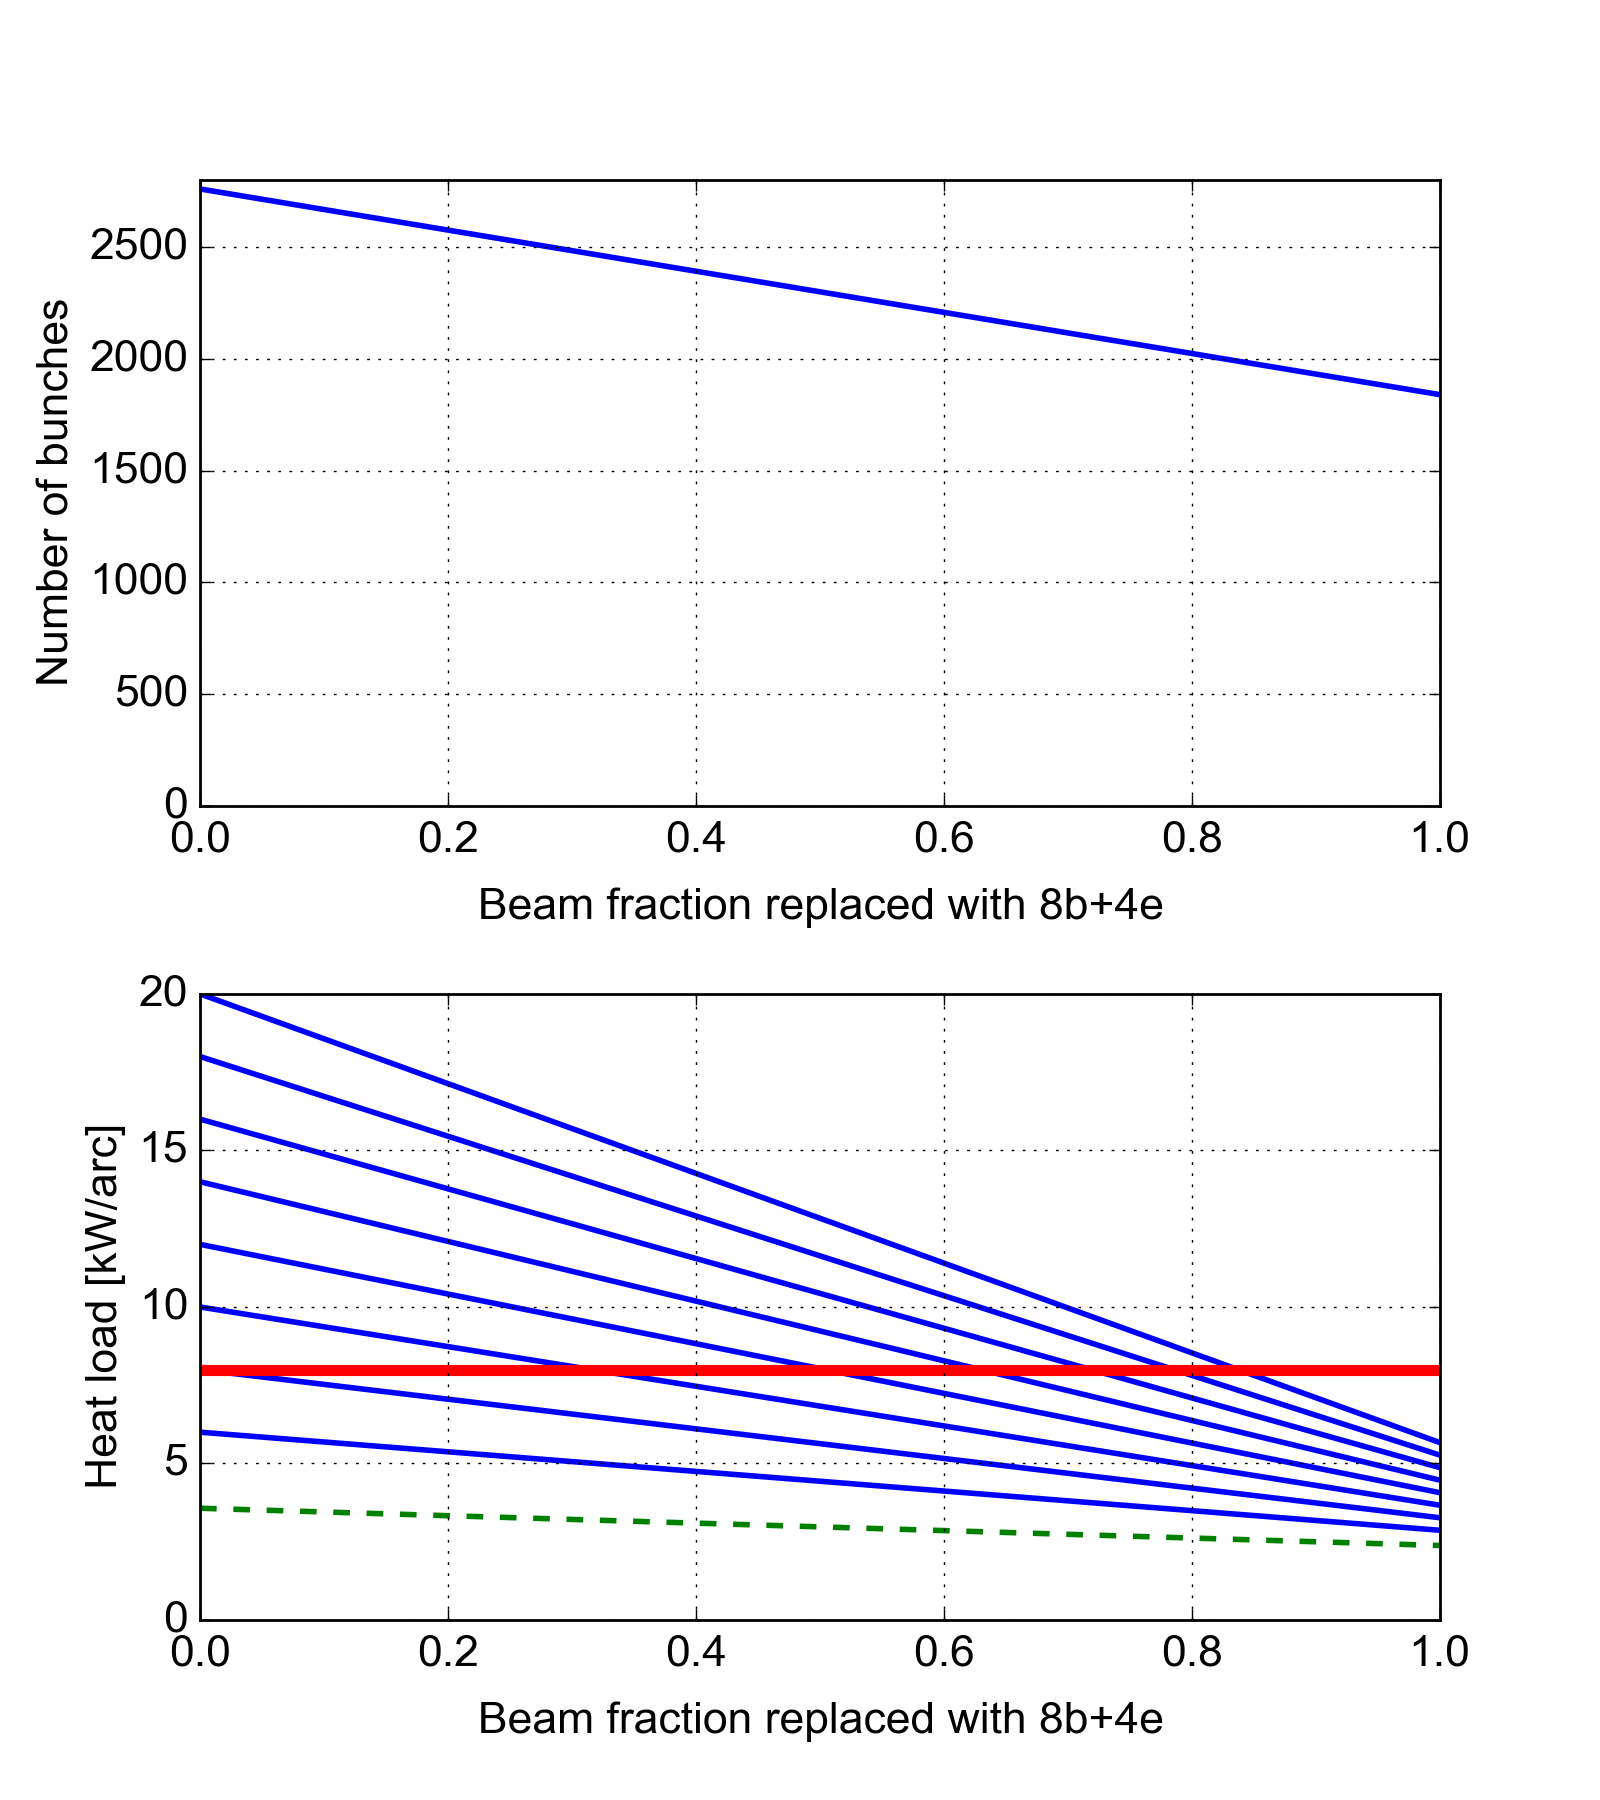 Number of bunches
2500
2000
1500
1000
500
0
0.0 0.2 0.4 0.6 0.8 1.0
Beam fraction replaced with 8b+4e
Heat load [kW/arc]
20
15
10
5
0
0.0 0.2 0.4 0.6 0.8 1.0
Beam fraction replaced with 8b+4e